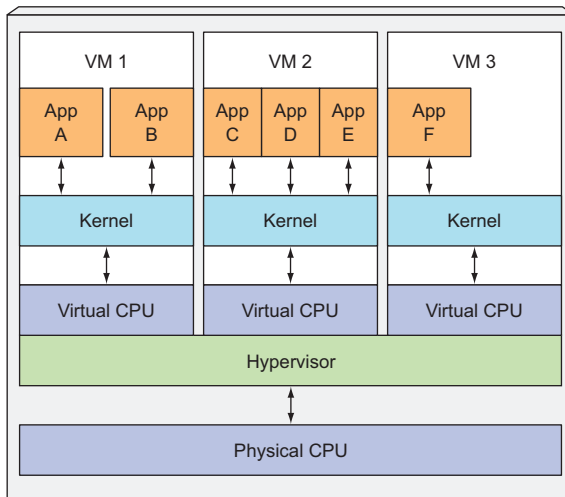 VM 1
VM 2
VM 3
App
A
App
B
App
C
App
D
App
E
App
F
Kernel
Kernel
Kernel
Virtual CPU
Virtual CPU
Virtual CPU
Hypervisor
Physical CPU